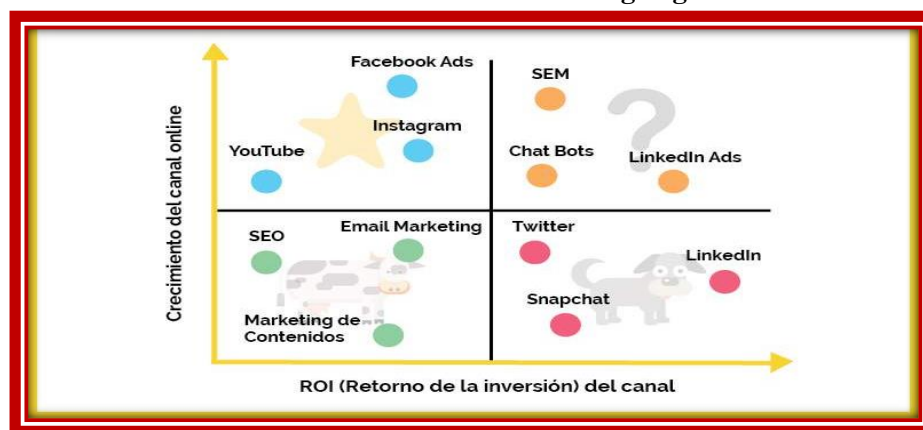 Facebook Ads
SEM
Instagram
YouTube
Chat Bots
LinkedIn Ads
SEO
Email Marketing
Twitter
LinkedIn
Snapchat
Marketing de
Contenidos
Crecimiento del canal online
ROI (Retorno de la inversión) del canal